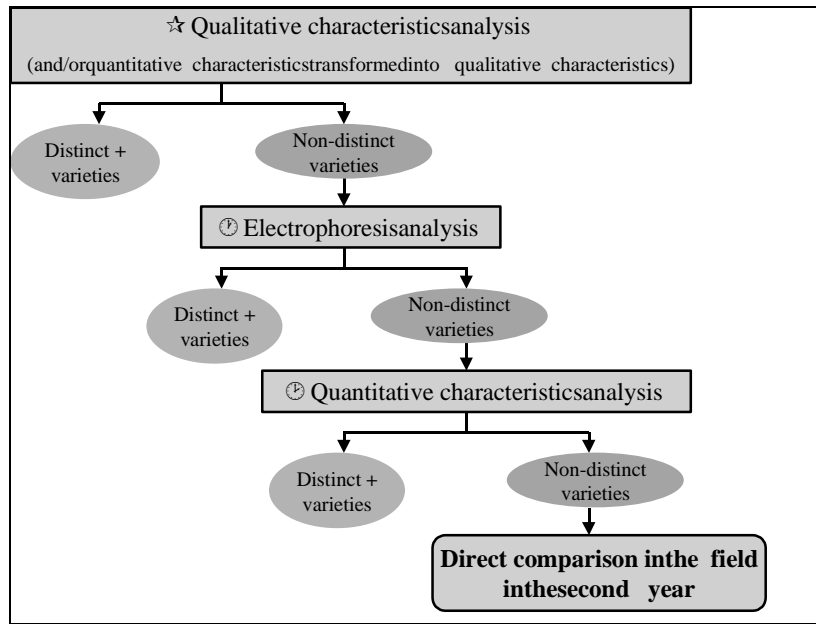 ☆ Qualitative characteristicsanalysis
(and/orquantitative characteristicstransformedinto qualitative characteristics)
Distinct +
varieties
Non-distinct
varieties
🕐 Electrophoresisanalysis
Distinct +
varieties
Non-distinct
varieties
🕑 Quantitative characteristicsanalysis
Distinct +
varieties
Non-distinct
varieties
Direct comparison inthe field
inthesecond year